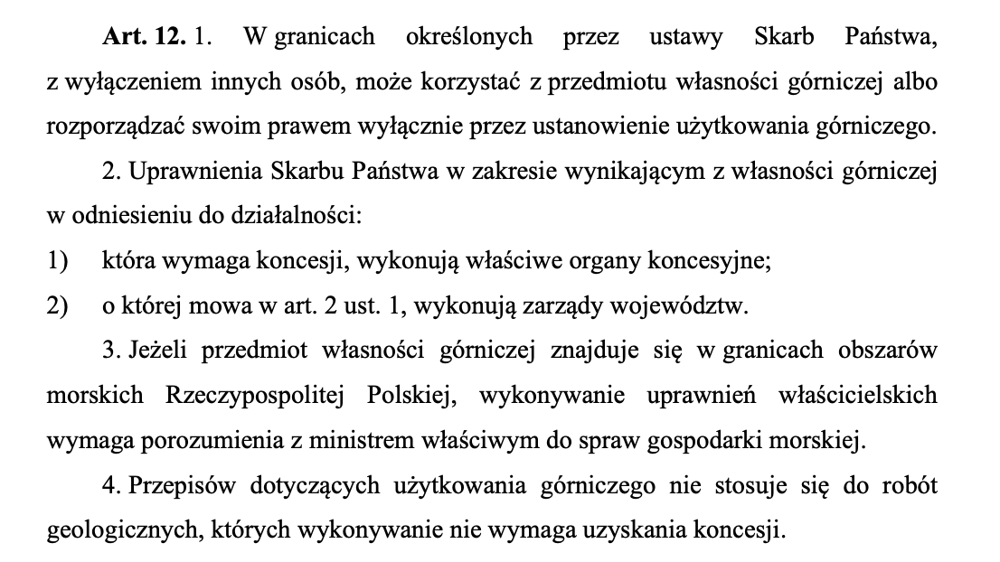 Art. 12. 1. W granicach określonych przez ustawy Skarb Państwa,
z wyłączeniem innych osób, może korzystać z przedmiotu własności górniczej albo
rozporządzać swoim prawem wyłącznie przez ustanowienie użytkowania górniczego.
2. Uprawnienia Skarbu Państwa w zakresie wynikającym z własności górniczej
w odniesieniu do działalności:
1) która wymaga koncesji, wykonują właściwe organy koncesyjne;
2) o której mowa w art. 2 ust. 1, wykonują zarządy województw.
3. Jeżeli przedmiot własności górniczej znajduje się w granicach obszarów
morskich Rzeczypospolitej Polskiej, wykonywanie uprawnień właścicielskich
wymaga porozumienia z ministrem właściwym do spraw gospodarki morskiej.
4. Przepisów dotyczących użytkowania górniczego nie stosuje się do robót
geologicznych, których wykonywanie nie wymaga uzyskania koncesji.